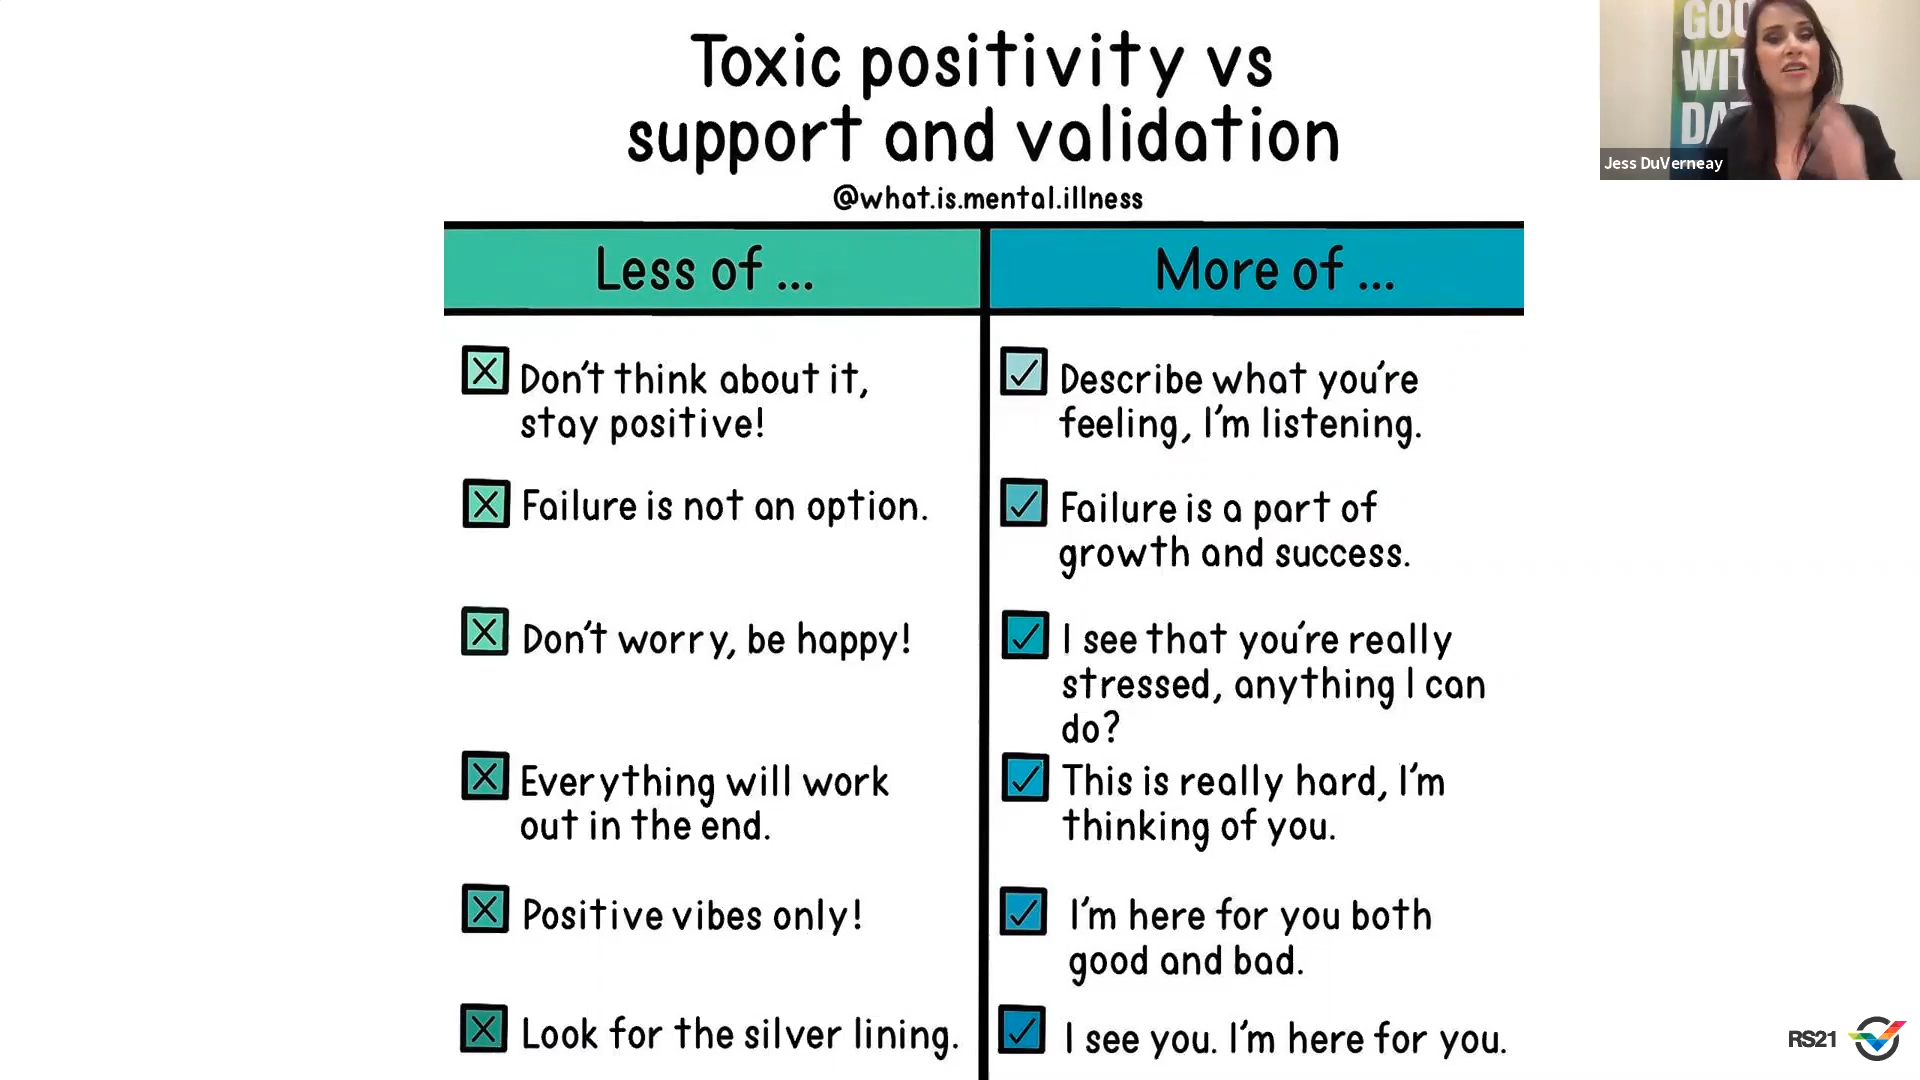 Toxic positivity vs
support and validation
@what.is.mental.illness
Less of ...
Don't think about it,
stay positive!
Failure is not an option.
Don't worry, be happy!
Everything will work
out in the end.
Positive vibes only!
Look for the silver lining.
More of ...
Describe what you're
feeling, I'm listening.
Failure is a part of
growth and success.
I see that you're really
stressed, anything I can
do?
This is really hard, I'm
thinking of you.
I'm here for you both
good and bad.
I see you. I'm here for you.
Jess DuVerneay
RS21